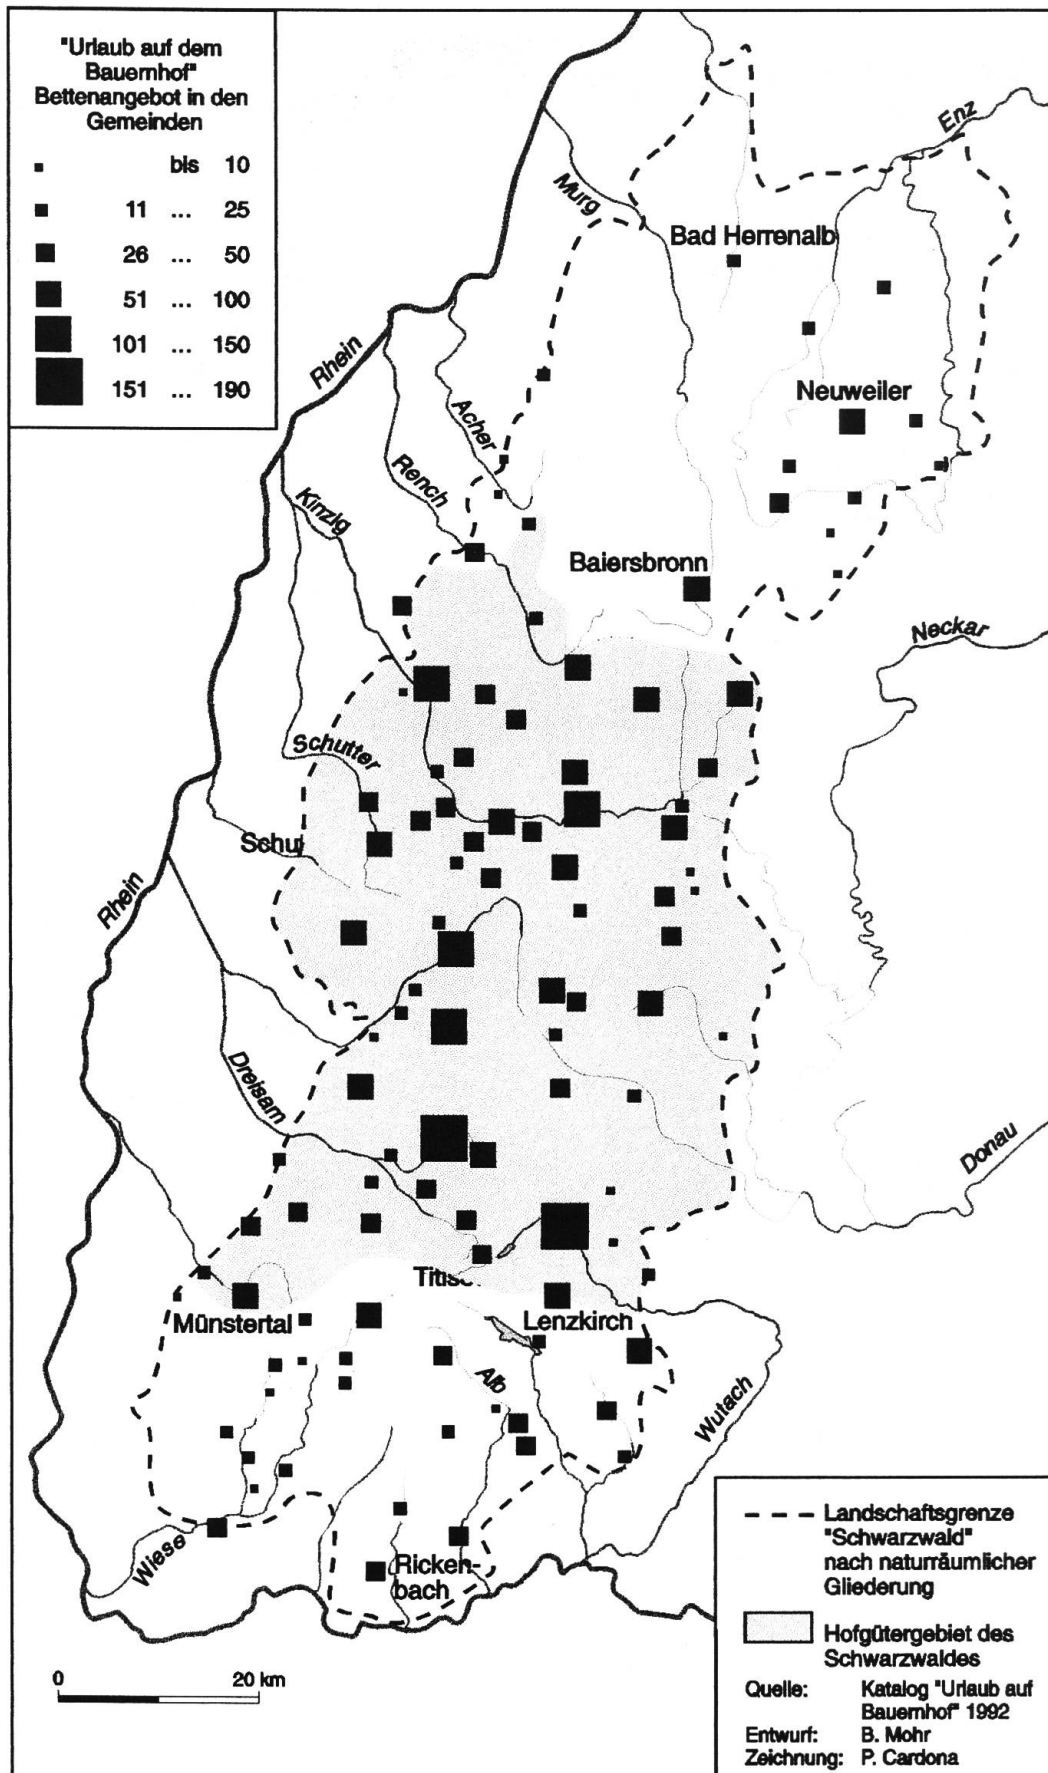 "Urlaub auf dem
Bauernhof"
Bettenangebot in den
Gemeinden
bis 10
11 ... 25
26 ... 50
51 ... 100
101 ... 150
151 ... 190
Enz
Murg
Bad Herrenalb
Rhein
Neuweiler
Acher
Rench
Kinzig
Baiersbronn
Neckar
Schutter
Schu
Rhein
Dreisam
Donau
Titise
Münstertal
Lenzkirch
Alb
Wutach
Wiese
Ricken-
bach
0 20 km
Landschaftsgrenze
"Schwarzwald"
nach naturräumlicher
Gliederung
Hofgütergebiet des
Schwarzwaldes
Quelle: Katalog "Urlaub auf
Bauernhof" 1992
Entwurf: B. Mohr
Zeichnung: P. Cardona